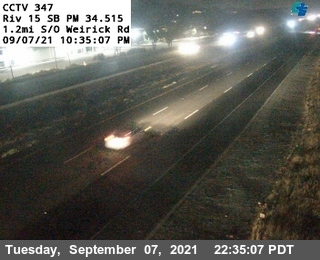 CCTV 347
Riv 15 SB PM 34.515
1.2mi S/O Weirick Rd
09/07/21 10:35:07 PM
Tuesday, September 07, 2021 22:35:07 PDT